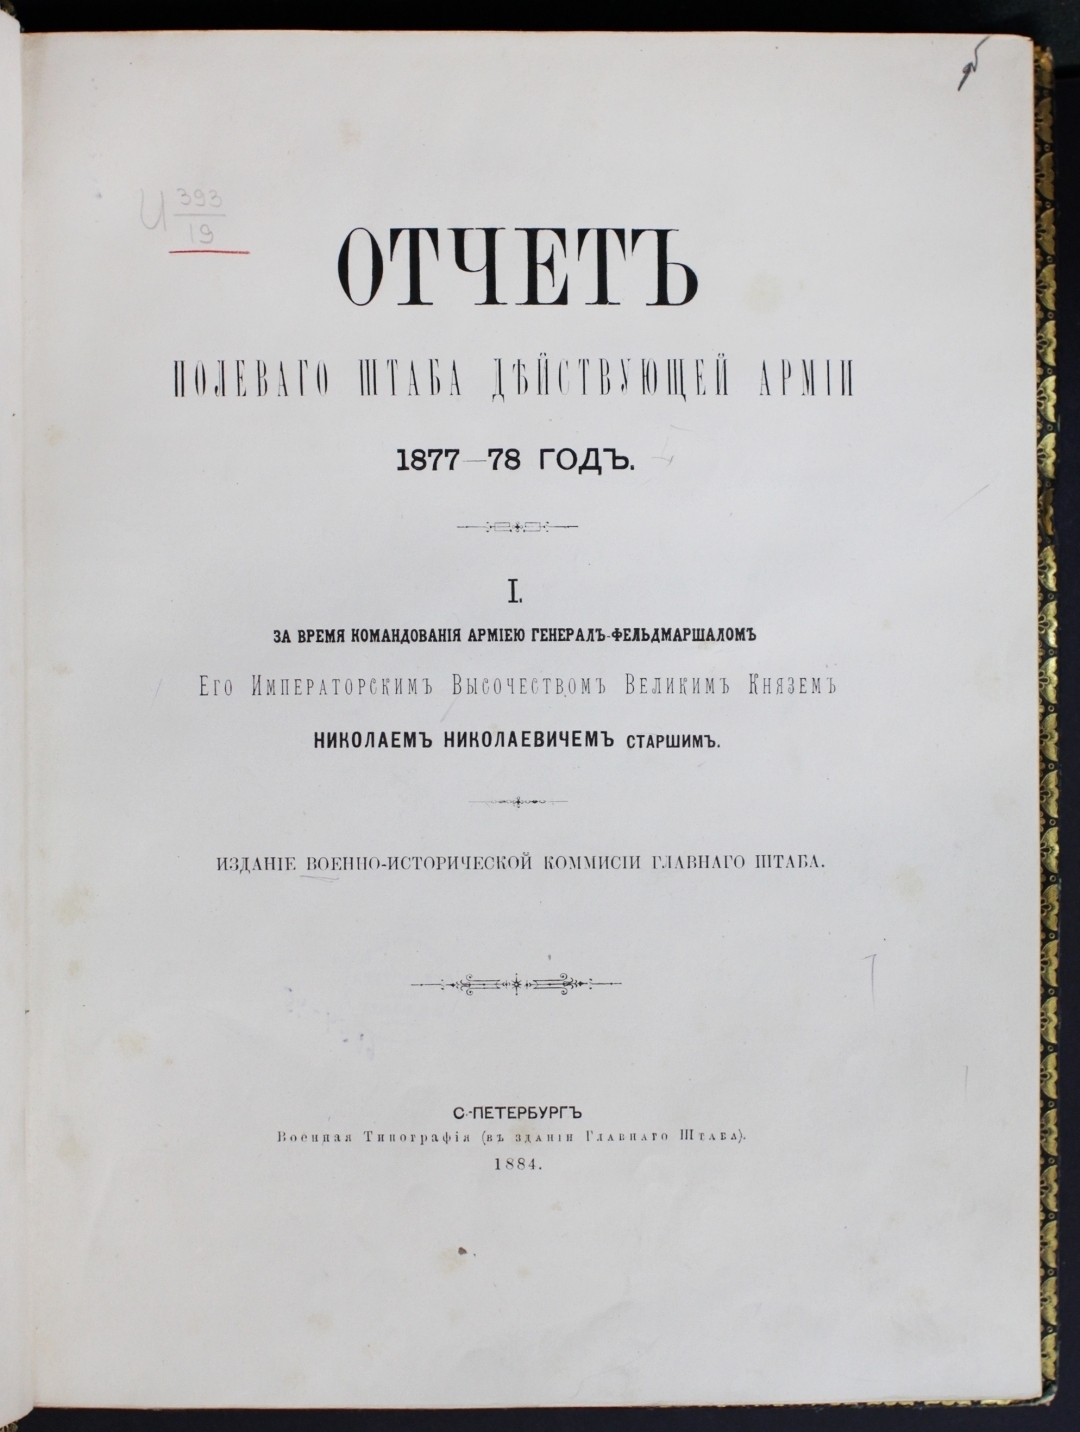 И 393
19
ОТЧЕТЪ
ПОЛЕВАГО ШТАБА ДѢЙСТВУЮЩЕЙ АРМІИ
1877—78 ГОДЪ.
I.
ЗА ВРЕМЯ КОМАНДОВАНІЯ АРМІЕЮ ГЕНЕРАЛЪ-ФЕЛЬДМАРШАЛОМЪ
ЕГО ИМПЕРАТОРСКИМЪ ВЫСОЧЕСТВОМЪ ВЕЛИКИМЪ КНЯЗЕМЪ
НИКОЛАЕМЪ НИКОЛАЕВИЧЕМЪ СТАРШИМЪ.
ИЗДАНІЕ ВОЕННО-ИСТОРИЧЕСКОЙ КОММИСІИ ГЛАВНАГО ШТАБА.
С.-ПЕТЕРБУРГЪ
Военная Типографія (въ зданіи Главнаго Штаба).
1884.